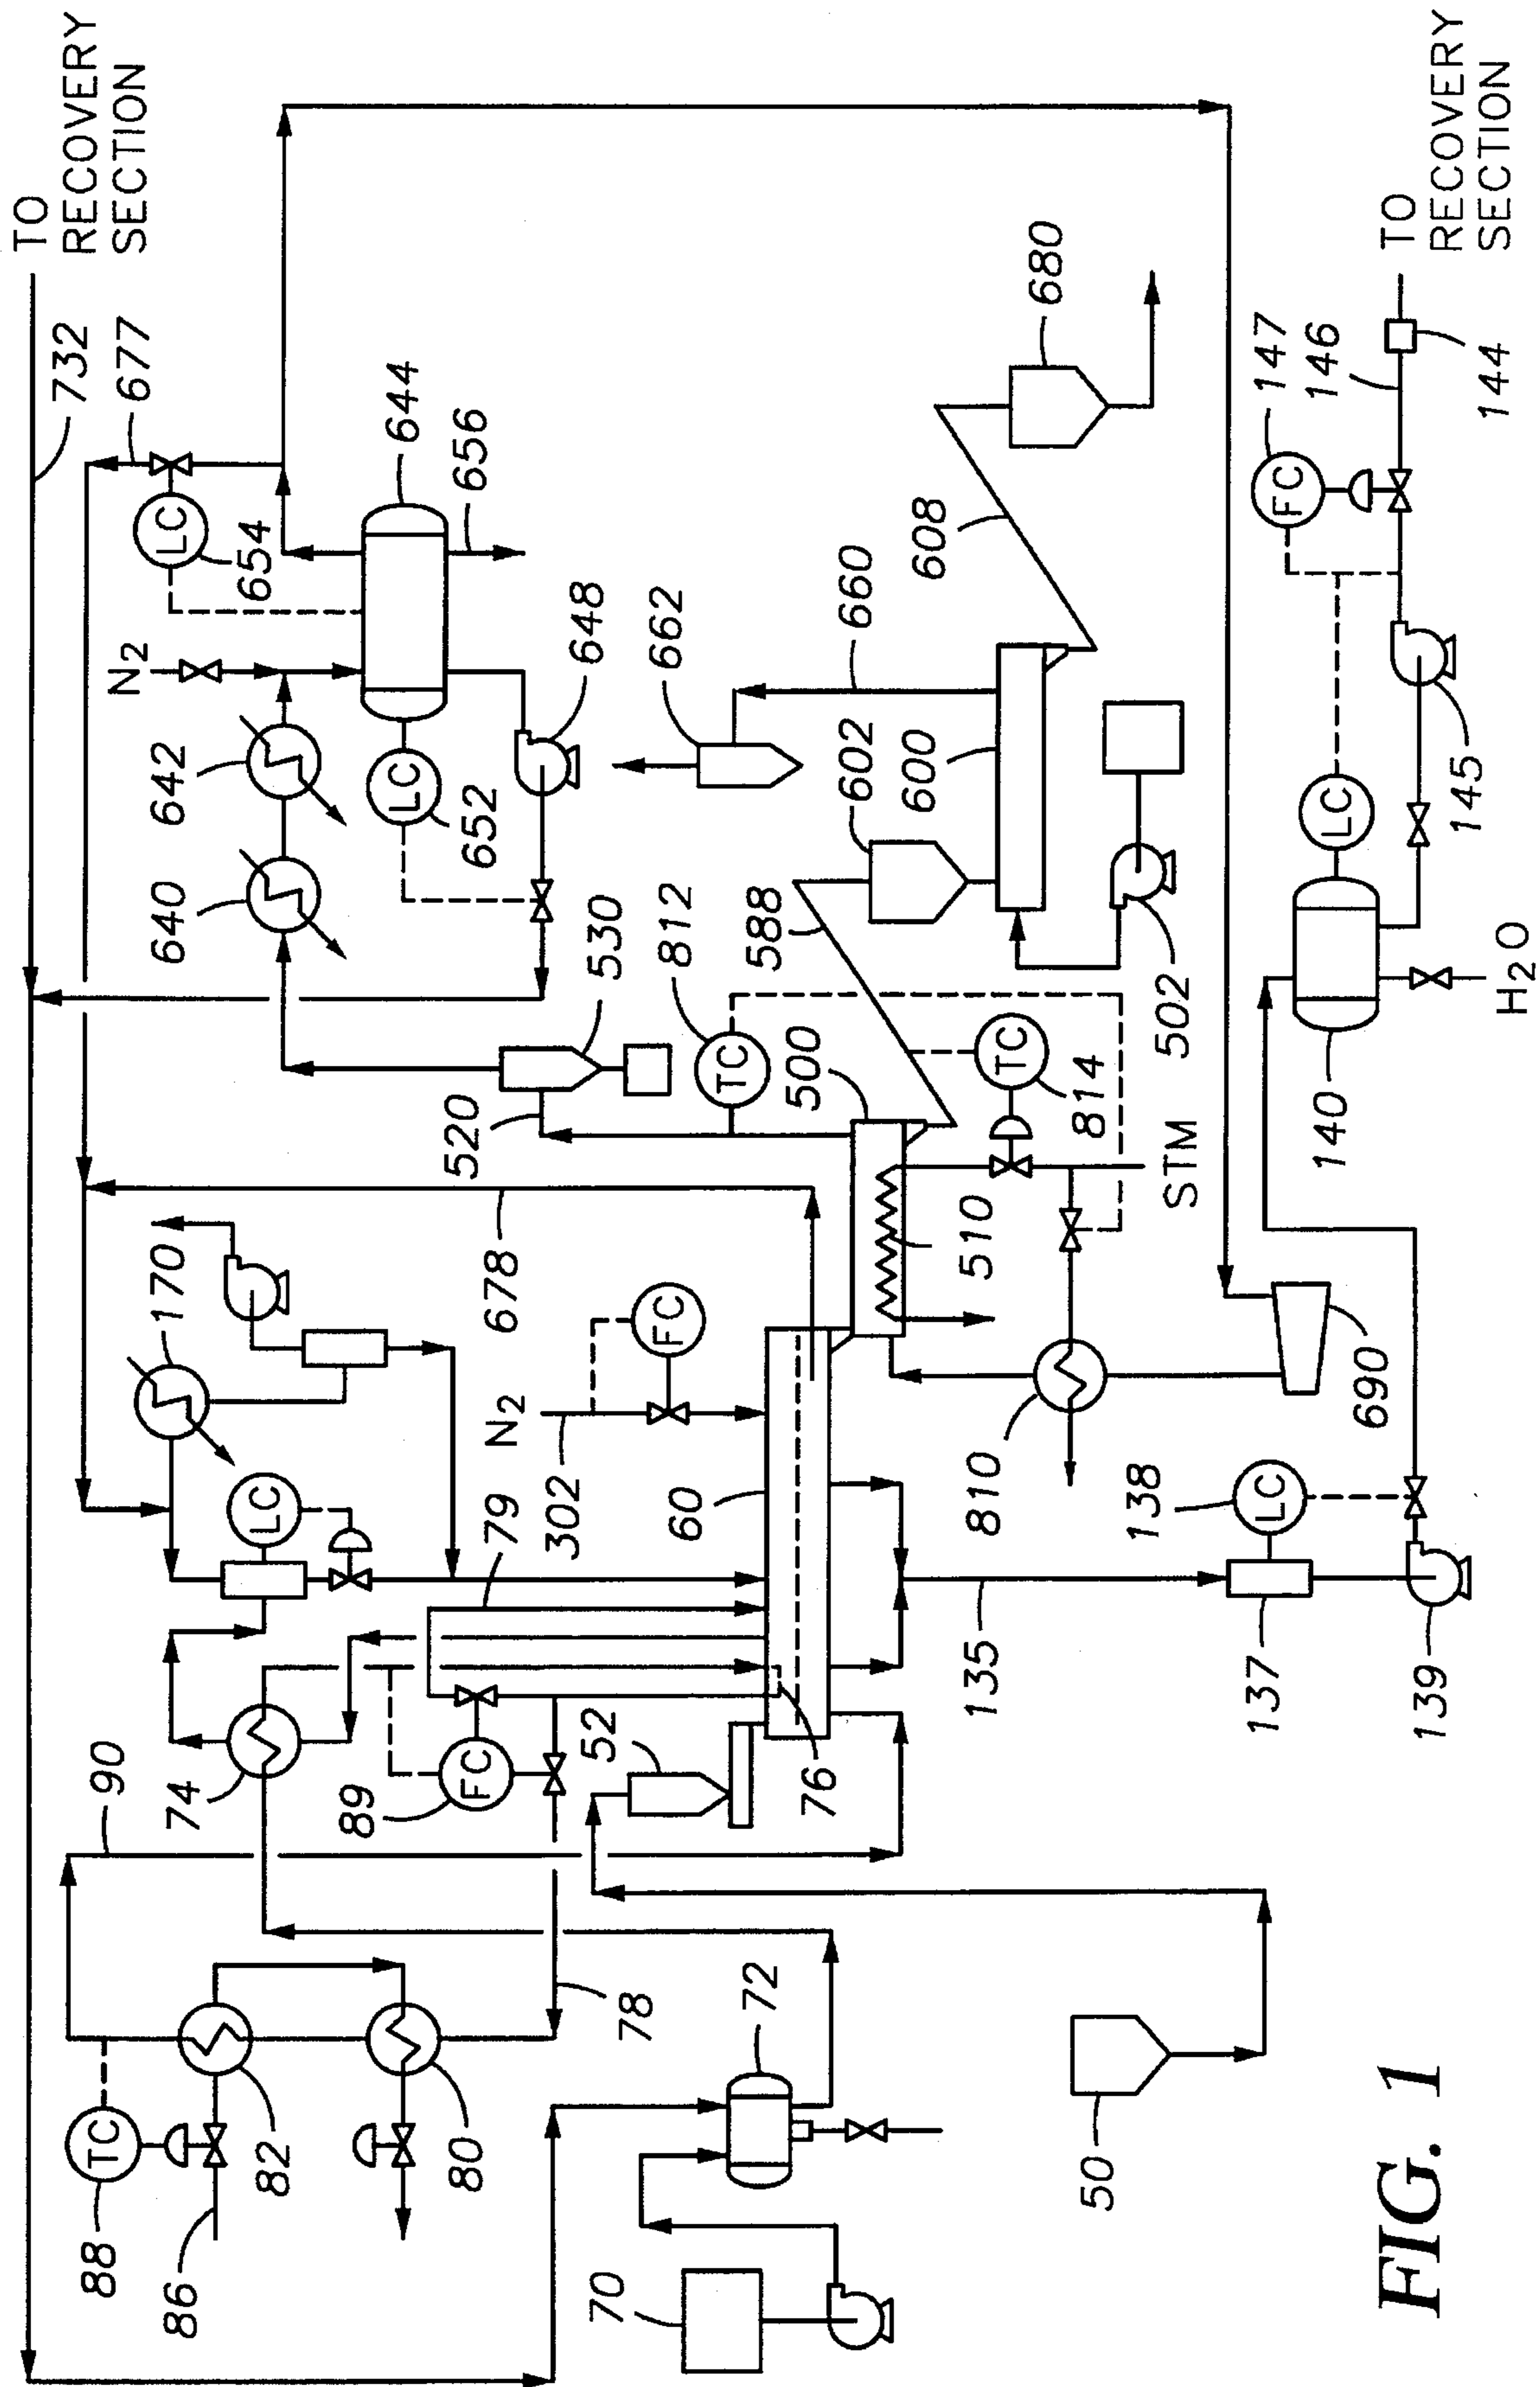 TO
RECOVERY
SECTION
732
677
LC
654
644
656
N2
642
640
LC
652
648
530
812
TC
520
662
660
602
600
588
608
680
500
TC
814
502
STM
510
170
678
N2
FC
302
79
LC
60
90
74
89
FC
52
76
810
690
138
LC
135
137
139
140
H2O
LC
145
147
FC
146
144
TO
RECOVERY
SECTION
88
TC
86
82
80
78
72
70
50
FIG. 1